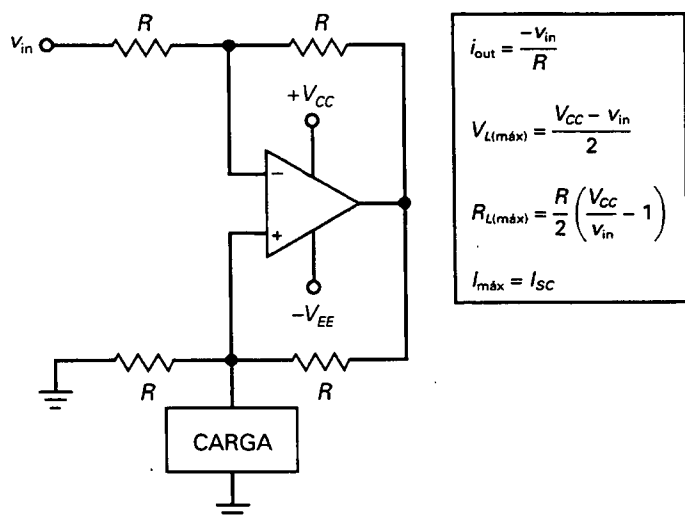 v_in R R
+V_CC
−
+
−V_EE
R R
CARGA
i_out = −v_in / R
V_L(máx) = (V_CC − v_in) / 2
R_L(máx) = R/2 (V_CC / v_in − 1)
I_máx = I_SC